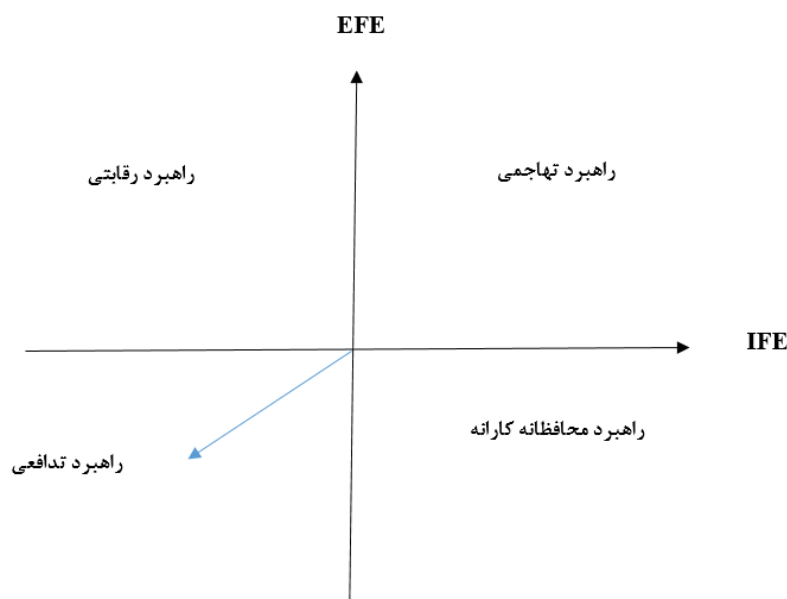 EFE
راهبرد تهاجمی
راهبرد رقابتی
IFE
راهبرد محافظانه کارانه
راهبرد تدافعی